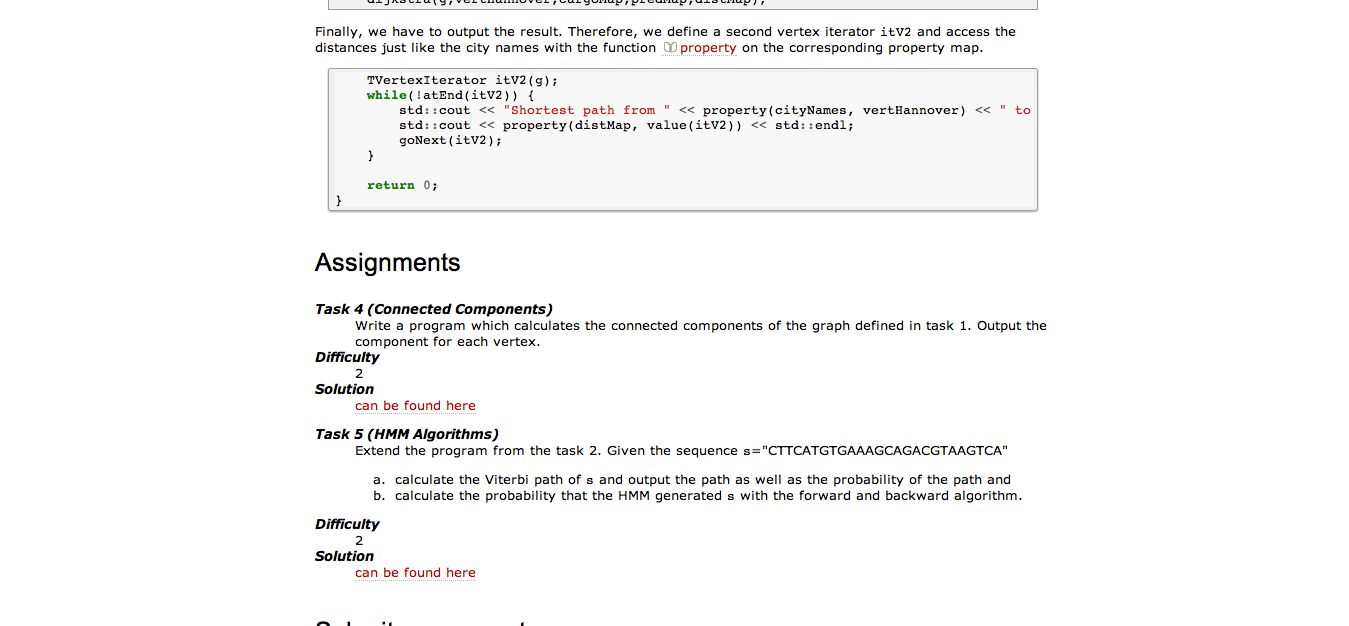 dijkstra(g,vertHannover,cargoMap,predMap,distMap);
Finally, we have to output the result. Therefore, we define a second vertex iterator itV2 and access the
distances just like the city names with the function property on the corresponding property map.
TVertexIterator itV2(g);
while(!atEnd(itV2)) {
std::cout << "Shortest path from " << property(cityNames, vertHannover) << " to
std::cout << property(distMap, value(itV2)) << std::endl;
goNext(itV2);
}
return 0;
}
Assignments
Task 4 (Connected Components)
Write a program which calculates the connected components of the graph defined in task 1. Output the
component for each vertex.
Difficulty
2
Solution
can be found here
Task 5 (HMM Algorithms)
Extend the program from the task 2. Given the sequence s="CTTCATGTGAAAGCAGACGTAAGTCA"
a. calculate the Viterbi path of s and output the path as well as the probability of the path and
b. calculate the probability that the HMM generated s with the forward and backward algorithm.
Difficulty
2
Solution
can be found here